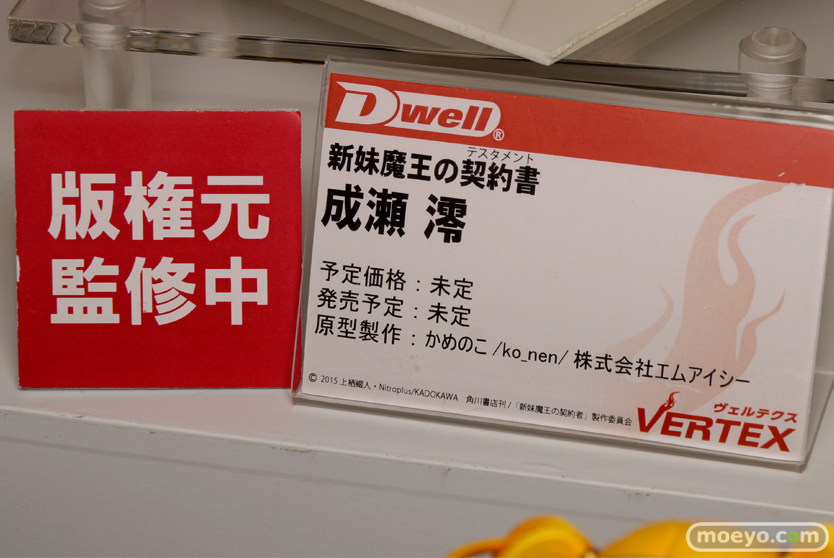 版権元
監修中
Dwell®
テスタメント
新妹魔王の契約書
成瀬 澪
予定価格：未定
発売予定：未定
原型製作：かめのこ/ko_nen/株式会社エムアイシー
© 2015 上栖綴人・Nitroplus/KADOKAWA 角川書店刊/「新妹魔王の契約者」製作委員会
ヴェルテクス
VERTEX
moeyo.com